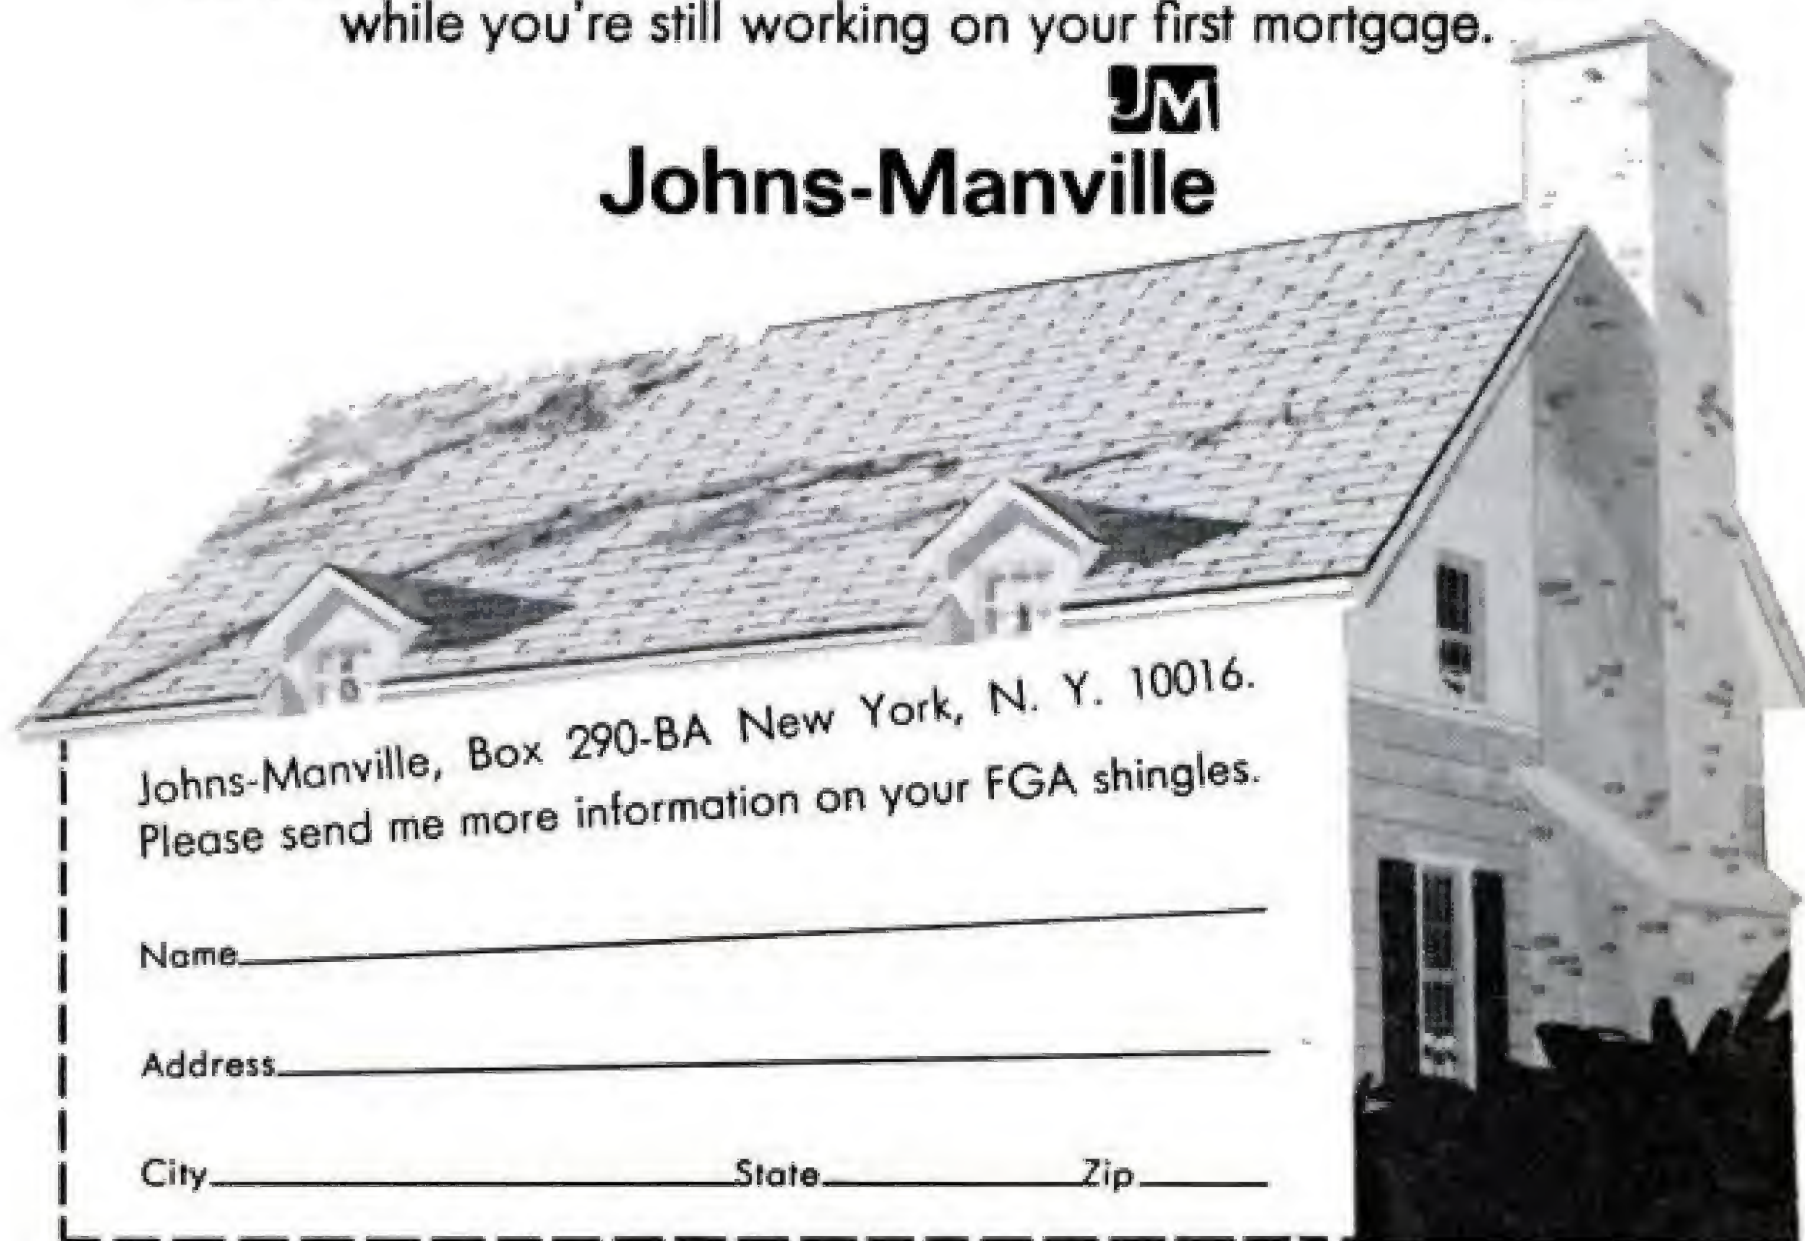 while you're still working on your first mortgage.
JM
Johns-Manville
Johns-Manville, Box 290-BA New York, N. Y. 10016.
Please send me more information on your FGA shingles.
Name
Address
City State Zip